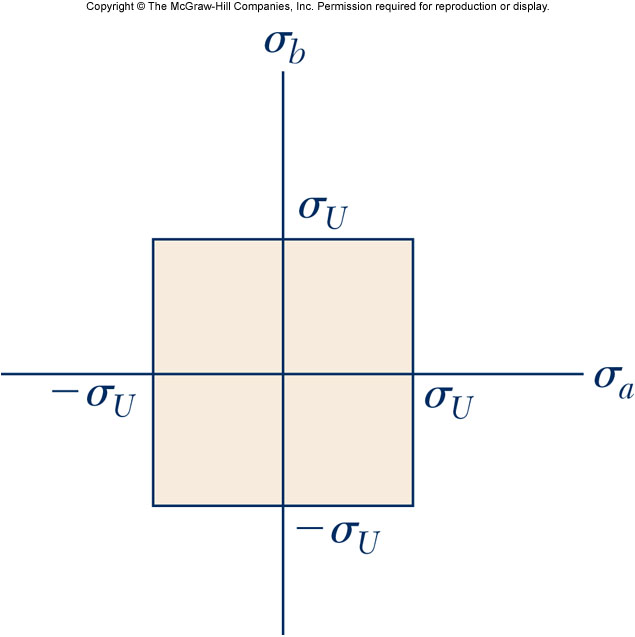 Copyright © The McGraw-Hill Companies, Inc. Permission required for reproduction or display.
σb
σU
−σU
σU
σa
−σU